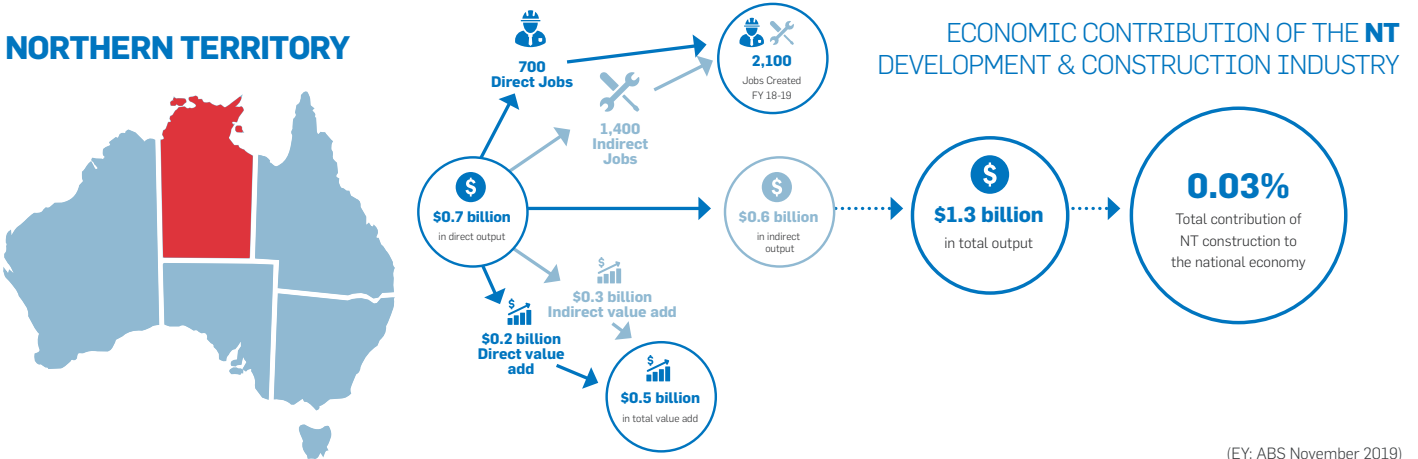 NORTHERN TERRITORY
ECONOMIC CONTRIBUTION OF THE NT
DEVELOPMENT & CONSTRUCTION INDUSTRY
700
Direct Jobs
1,400
Indirect
Jobs
2,100
Jobs Created
FY 18-19
$
$0.7 billion
in direct output
$
$0.6 billion
in indirect
output
$
$1.3 billion
in total output
0.03%
Total contribution of
NT construction to
the national economy
$
$0.3 billion
Indirect value add
$
$0.2 billion
Direct value
add
$
$0.5 billion
in total value add
(EY: ABS November 2019)